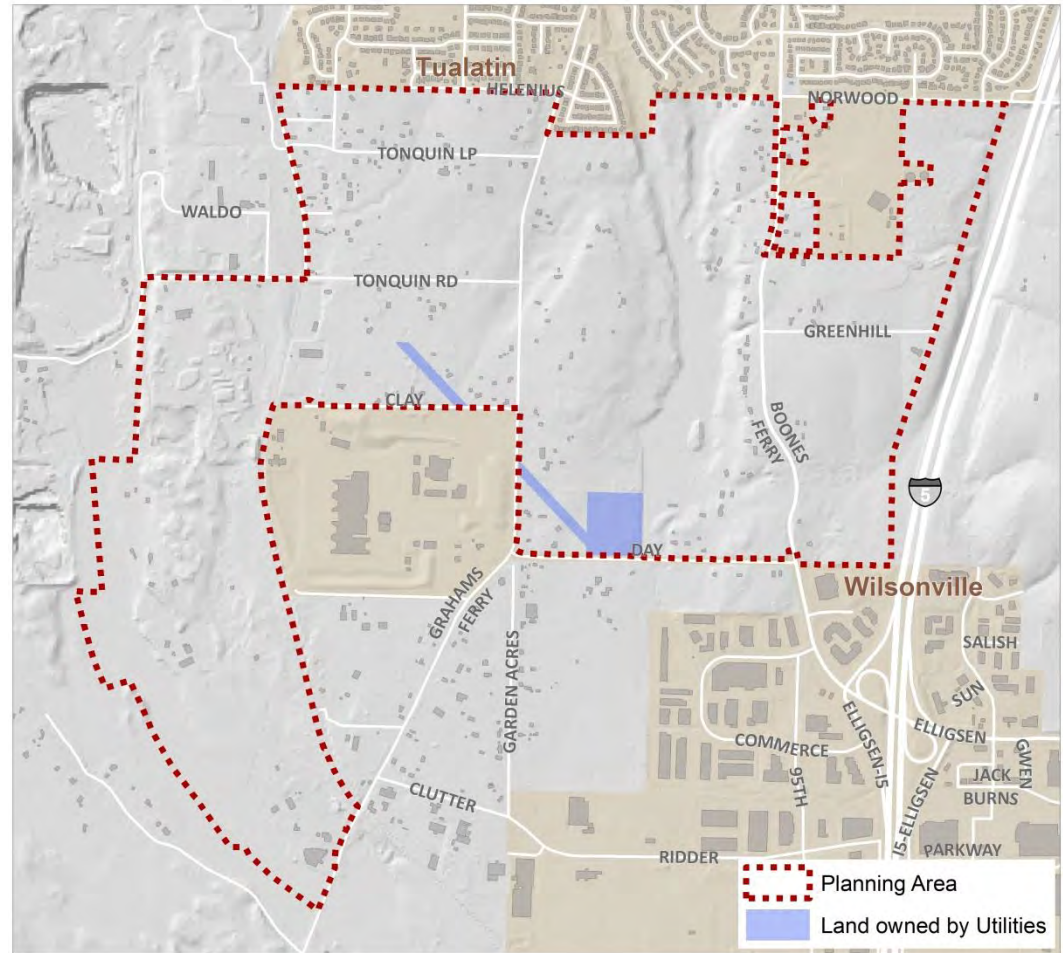 Tualatin
HELENIUS
NORWOOD
TONQUIN LP
WALDO
TONQUIN RD
GREENHILL
CLAY
BOONES
FERRY
5
DAY
Wilsonville
GRAHAMS
FERRY
GARDEN ACRES
SALISH
SUN
ELLIGSEN
ELLIGSEN-I5
GWEN
COMMERCE
95TH
JACK
BURNS
CLUTTER
I5-ELLIGSEN
RIDDER
PARKWAY
Planning Area
Land owned by Utilities